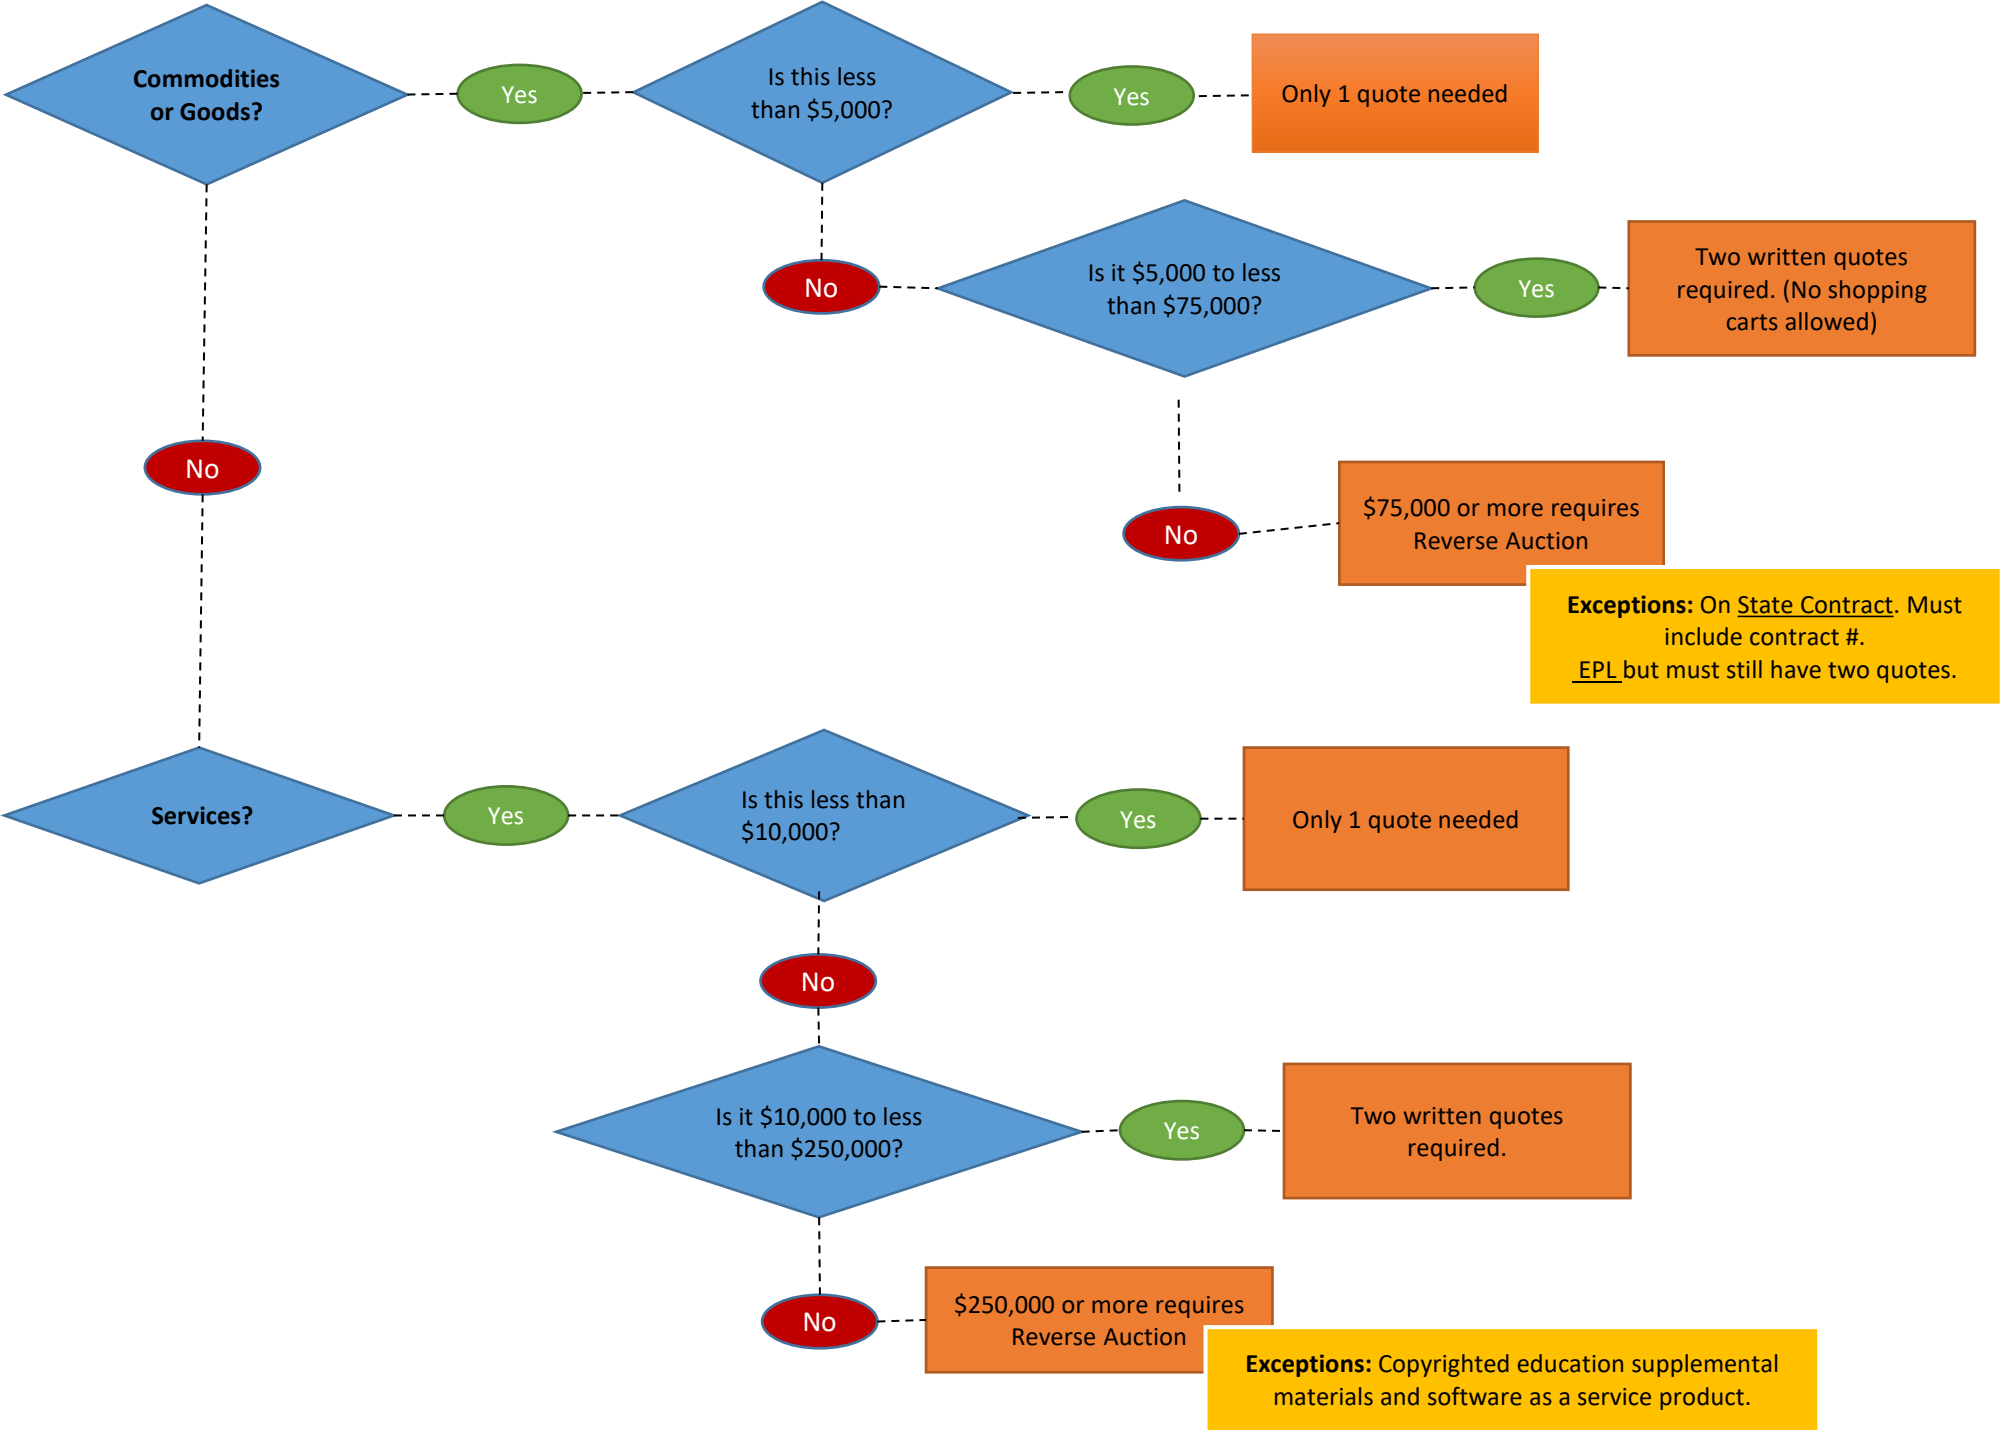 Commodities
or Goods?
Yes
Is this less
than $5,000?
Yes
Only 1 quote needed
No
Is it $5,000 to less
than $75,000?
Yes
Two written quotes
required. (No shopping
carts allowed)
No
No
$75,000 or more requires
Reverse Auction
Exceptions: On State Contract. Must
include contract #.
EPL but must still have two quotes.
Services?
Yes
Is this less than
$10,000?
Yes
Only 1 quote needed
No
Is it $10,000 to less
than $250,000?
Yes
Two written quotes
required.
No
$250,000 or more requires
Reverse Auction
Exceptions: Copyrighted education supplemental
materials and software as a service product.